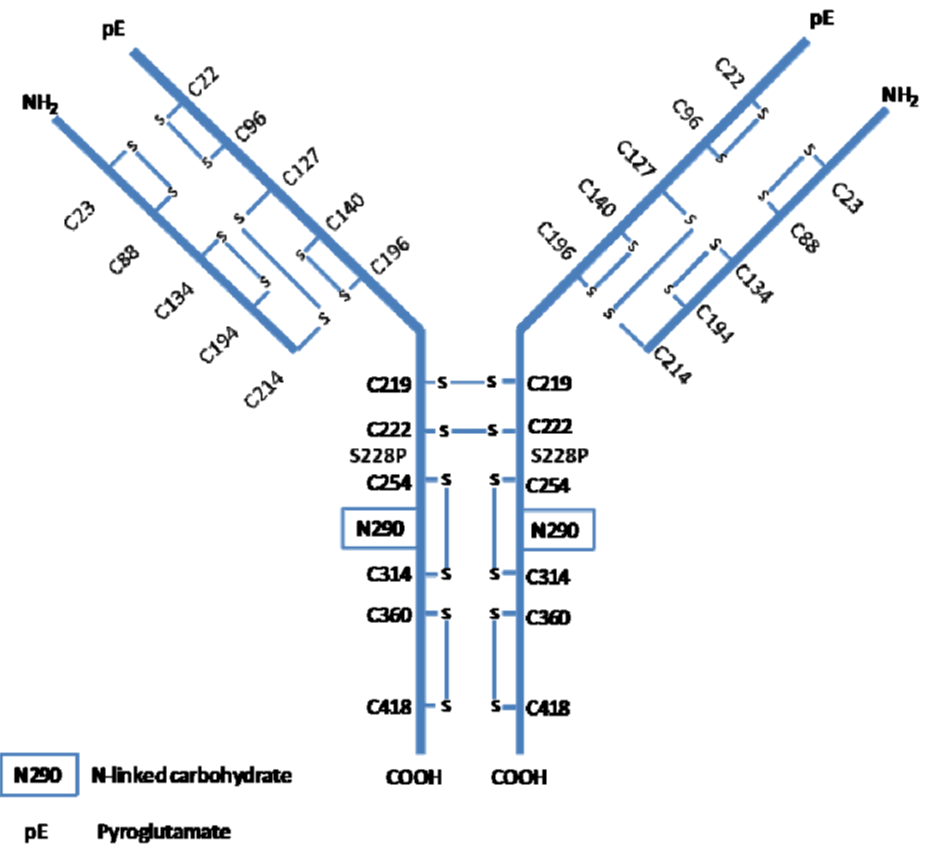 pE
pE
NH₂
NH₂
C22
C22
S
S
C96
C96
S
S
C127
C127
S
S
S
S
C23
C23
C140
C140
S
S
C88
C88
C196
C196
S
S
S
S
C134
C134
S
S
S
S
C194
C194
S
S
C214
C214
C219 S S C219
C222 S S C222
S228P S228P
C254 S S C254
N290 N290
C314 S S C314
C360 S S C360
C418 S S C418
COOH COOH
N290 N-linked carbohydrate
pE Pyroglutamate